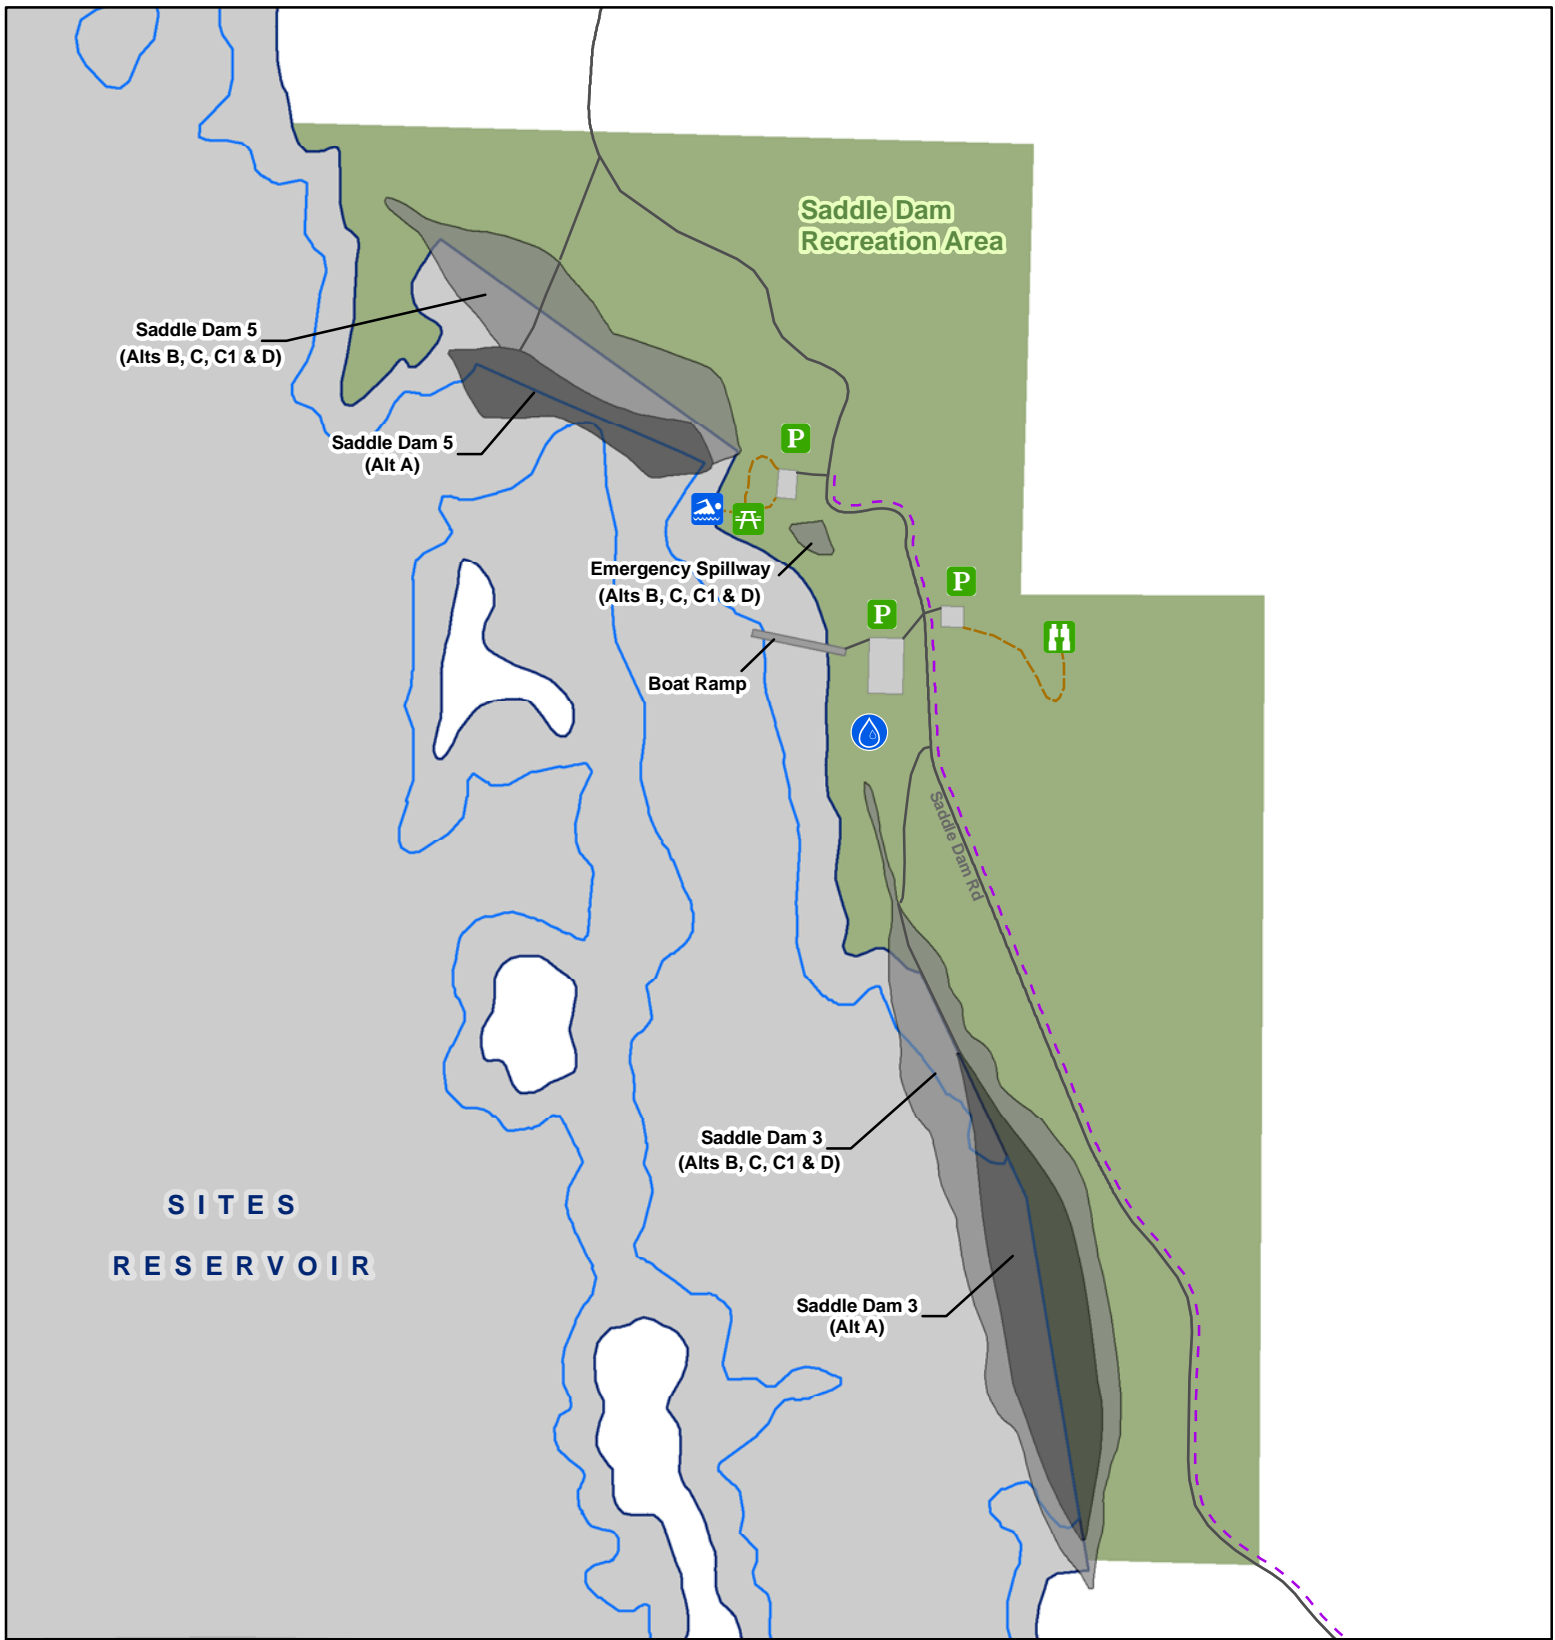 Saddle Dam
Recreation Area
Saddle Dam 5
(Alts B, C, C1 & D)
Saddle Dam 5
(Alt A)
P
Emergency Spillway
(Alts B, C, C1 & D)
P
P
Boat Ramp
Saddle Dam Rd
Saddle Dam 3
(Alts B, C, C1 & D)
SITES
RESERVOIR
Saddle Dam 3
(Alt A)